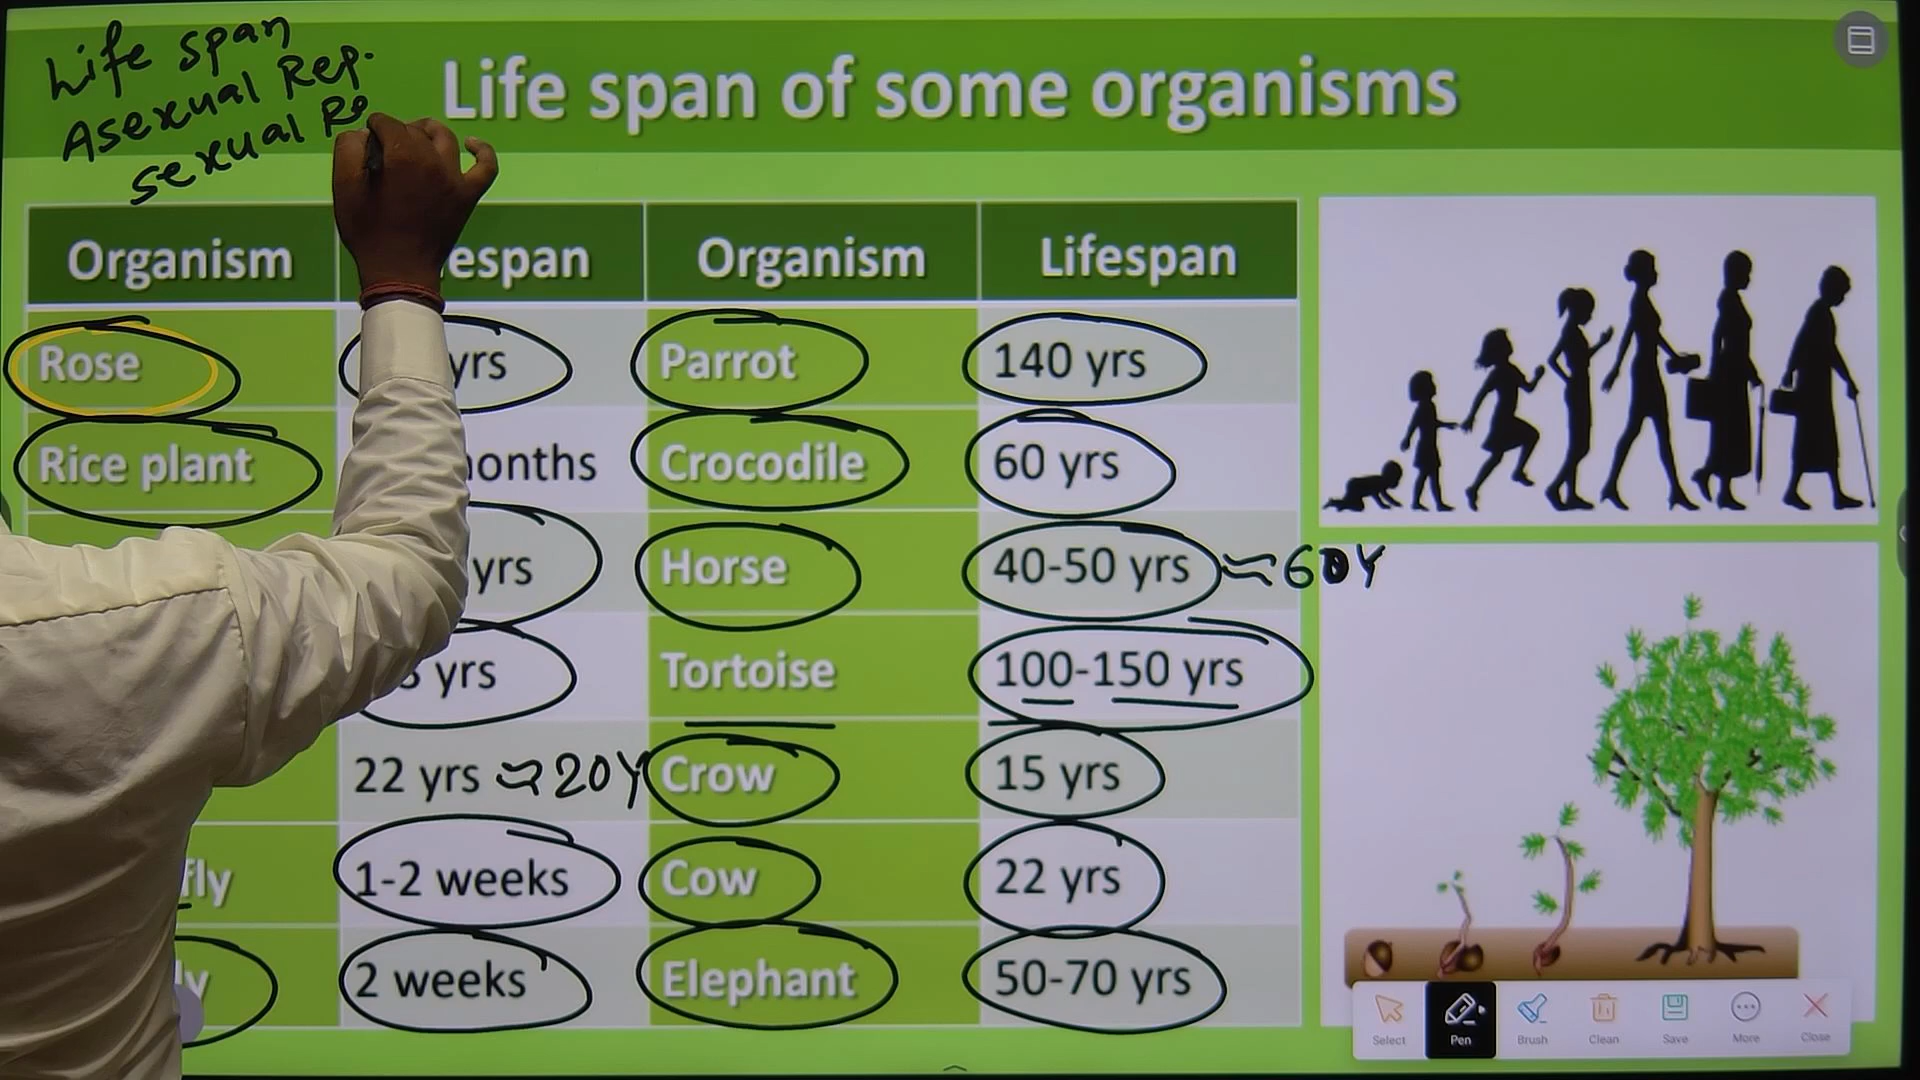 Life span
Asexual Rep.
sexual Re
Life span of some organisms
Organism espan Organism Lifespan
Rose yrs Parrot 140 yrs
Rice plant onths Crocodile 60 yrs
yrs Horse 40-50 yrs ≈60Y
yrs Tortoise 100-150 yrs
22 yrs ≈20Y Crow 15 yrs
fly 1-2 weeks Cow 22 yrs
ly 2 weeks Elephant 50-70 yrs
Select Pen Brush Clean Save More Close